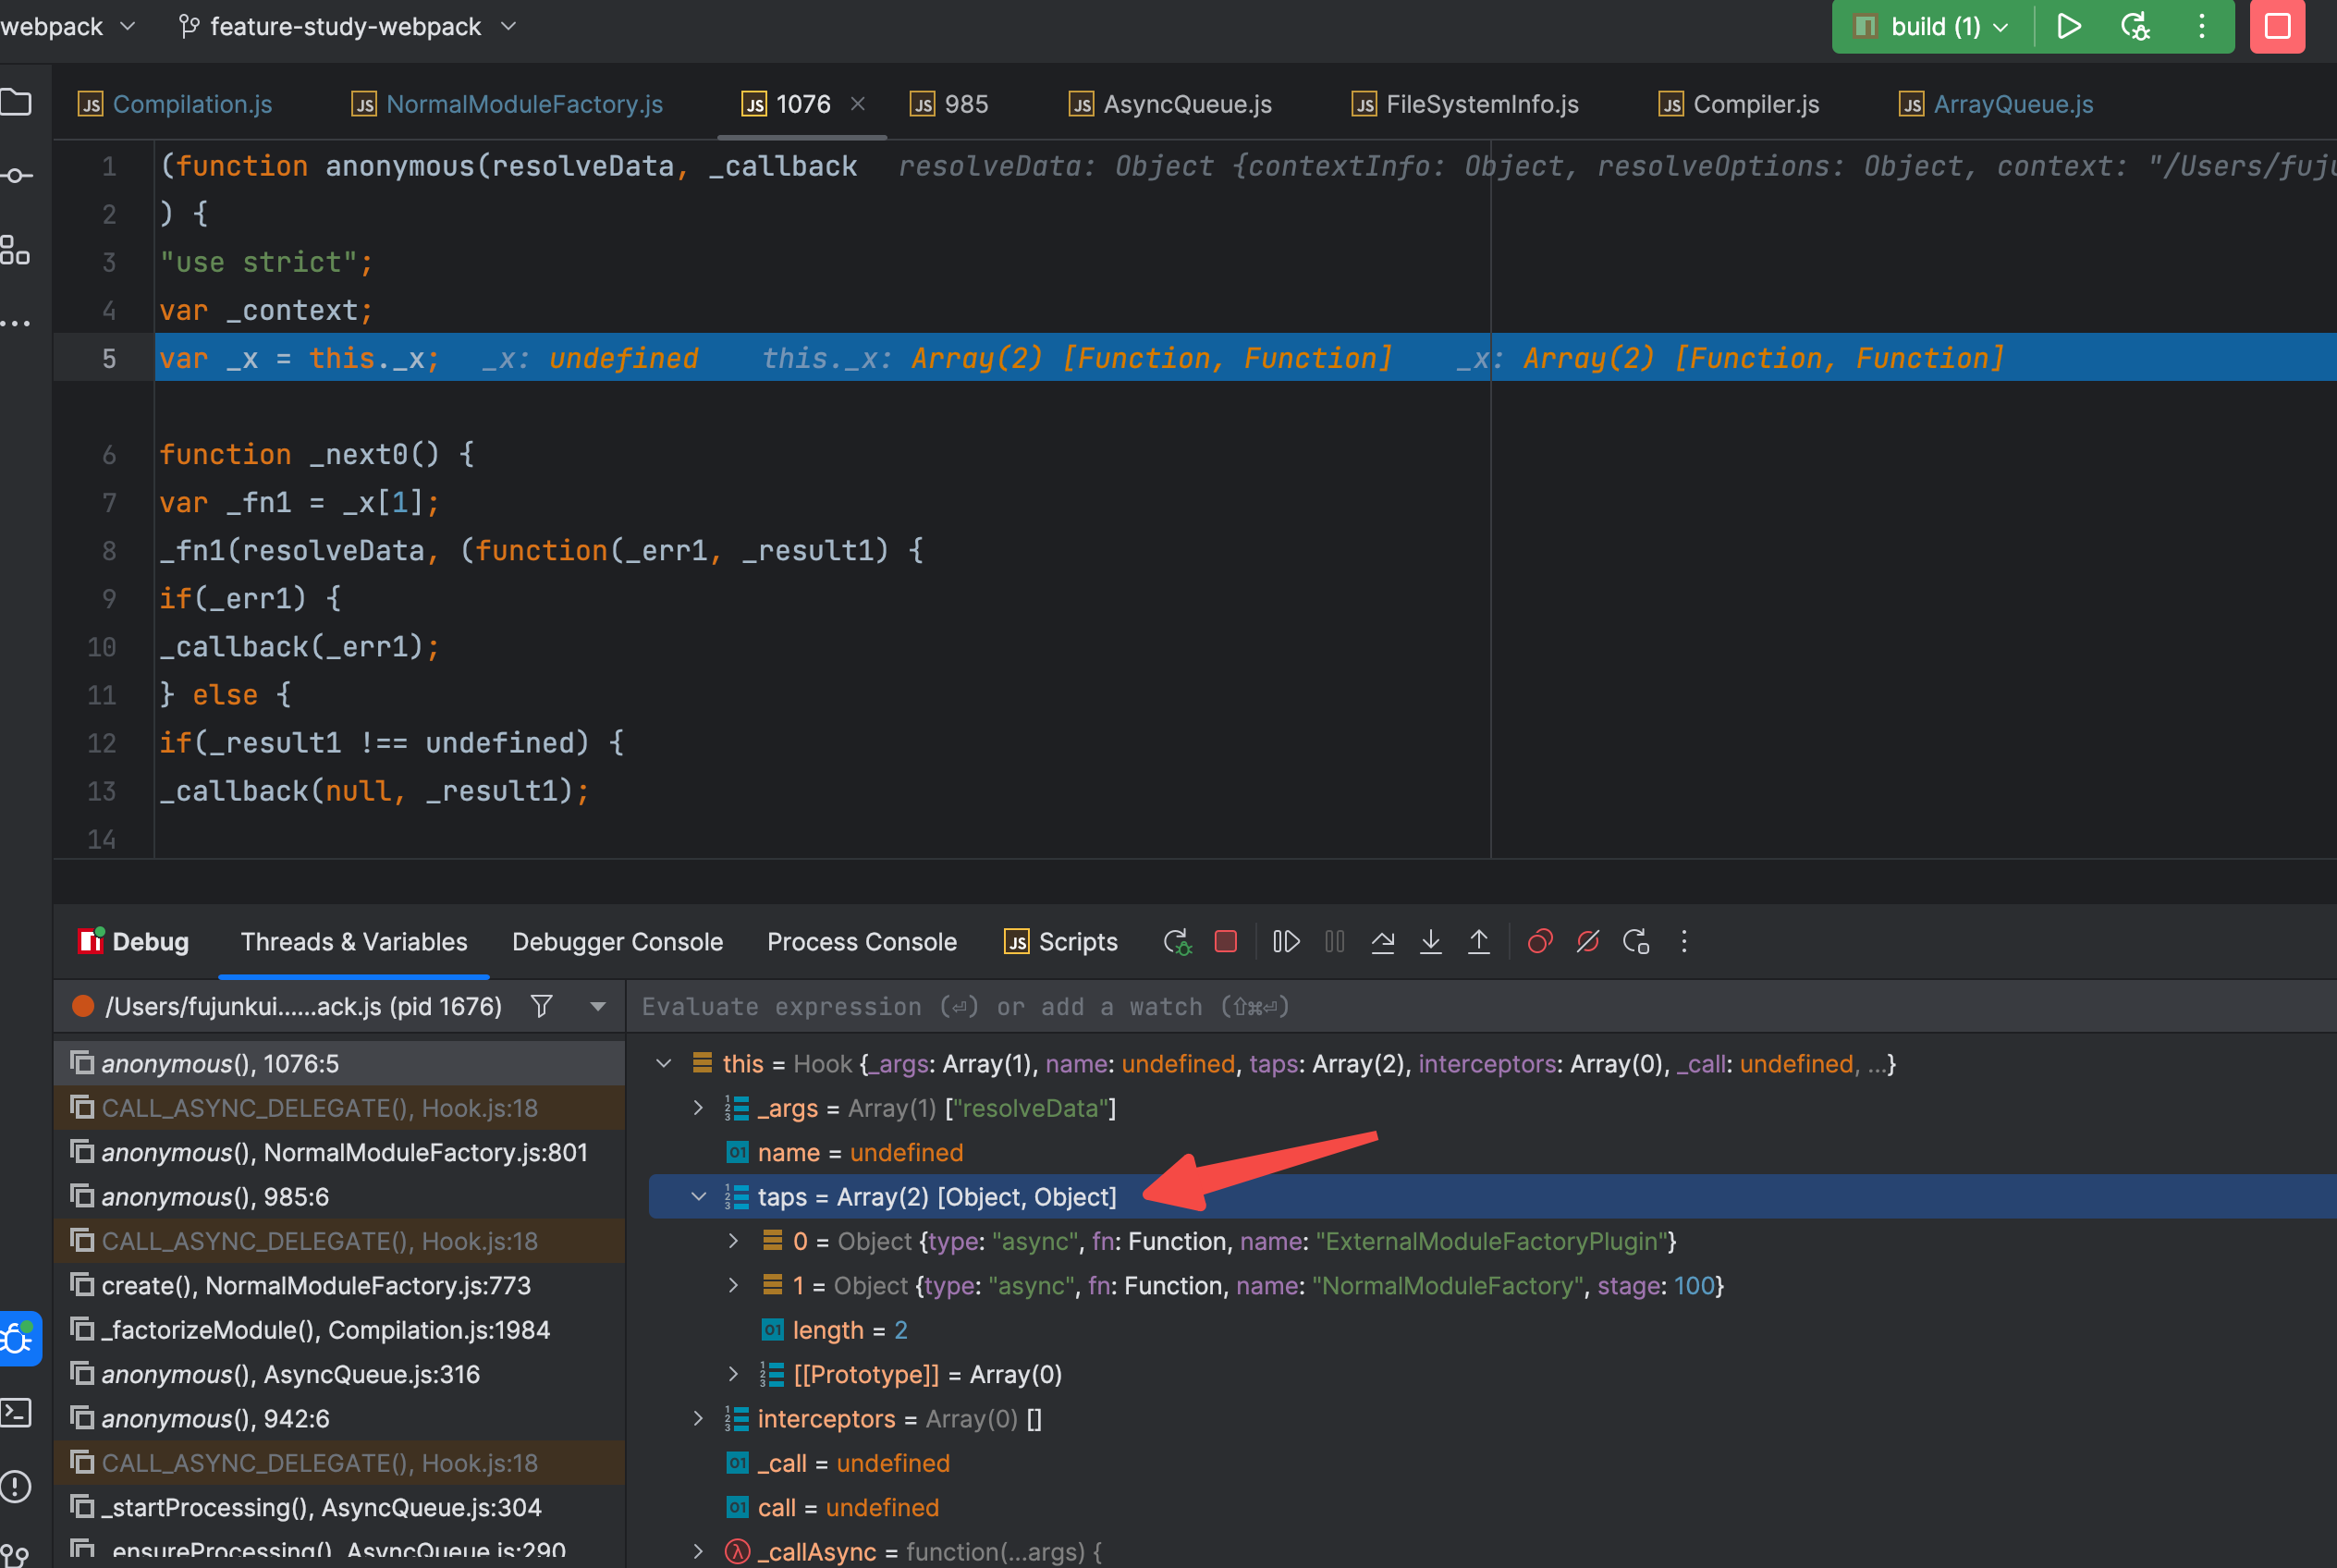 webpack feature-study-webpack build (1)
Compilation.js NormalModuleFactory.js 1076 985 AsyncQueue.js FileSystemInfo.js Compiler.js ArrayQueue.js
1 (function anonymous(resolveData, _callback resolveData: Object {contextInfo: Object, resolveOptions: Object, context: "/Users/fuju
2 ) {
3 "use strict";
4 var _context;
5 var _x = this._x; _x: undefined this._x: Array(2) [Function, Function] _x: Array(2) [Function, Function]
6 function _next0() {
7 var _fn1 = _x[1];
8 _fn1(resolveData, (function(_err1, _result1) {
9 if(_err1) {
10 _callback(_err1);
11 } else {
12 if(_result1 !== undefined) {
13 _callback(null, _result1);
14
Debug Threads & Variables Debugger Console Process Console Scripts
/Users/fujunkui......ack.js (pid 1676)
Evaluate expression (⏎) or add a watch (⇧⌘⏎)
anonymous(), 1076:5
CALL_ASYNC_DELEGATE(), Hook.js:18
anonymous(), NormalModuleFactory.js:801
anonymous(), 985:6
CALL_ASYNC_DELEGATE(), Hook.js:18
create(), NormalModuleFactory.js:773
_factorizeModule(), Compilation.js:1984
anonymous(), AsyncQueue.js:316
anonymous(), 942:6
CALL_ASYNC_DELEGATE(), Hook.js:18
_startProcessing(), AsyncQueue.js:304
_ensureProcessing(), AsyncQueue.js:290
this = Hook {_args: Array(1), name: undefined, taps: Array(2), interceptors: Array(0), _call: undefined, ...}
_args = Array(1) ["resolveData"]
name = undefined
taps = Array(2) [Object, Object]
0 = Object {type: "async", fn: Function, name: "ExternalModuleFactoryPlugin"}
1 = Object {type: "async", fn: Function, name: "NormalModuleFactory", stage: 100}
length = 2
[[Prototype]] = Array(0)
interceptors = Array(0) []
_call = undefined
call = undefined
_callAsync = function(...args) {